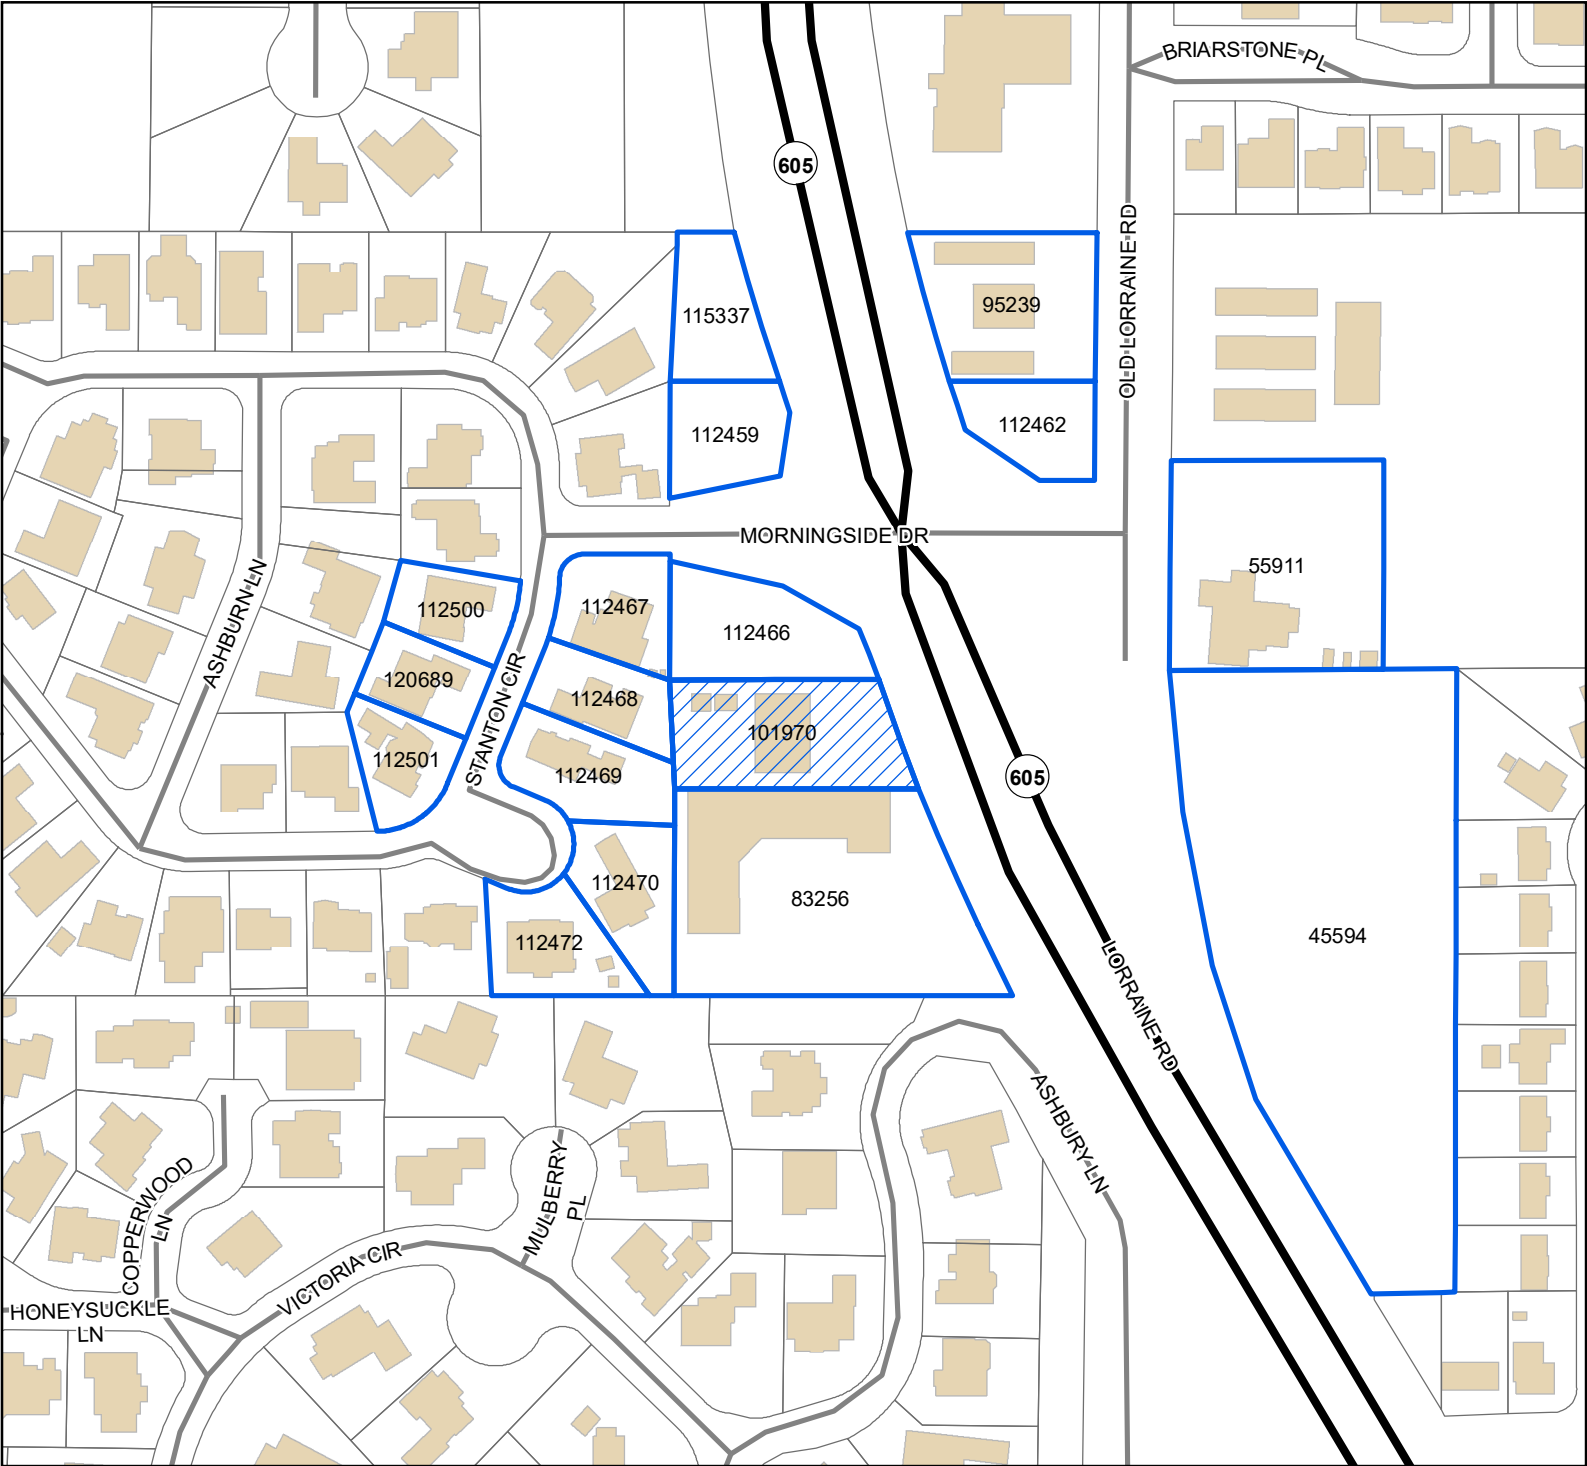 BRIARSTONE PL
605
OLD LORRAINE RD
115337
95239
112459
112462
MORNINGSIDE DR
55911
ASHBURN LN
112500
112467
112466
120689
112468
STANTON CIR
101970
112501
112469
605
112470
83256
112472
45594
LORRAINE RD
ASHBURY LN
COPPERWOOD
LN
MULBERRY
PL
VICTORIA CIR
HONEYSUCKLE
LN